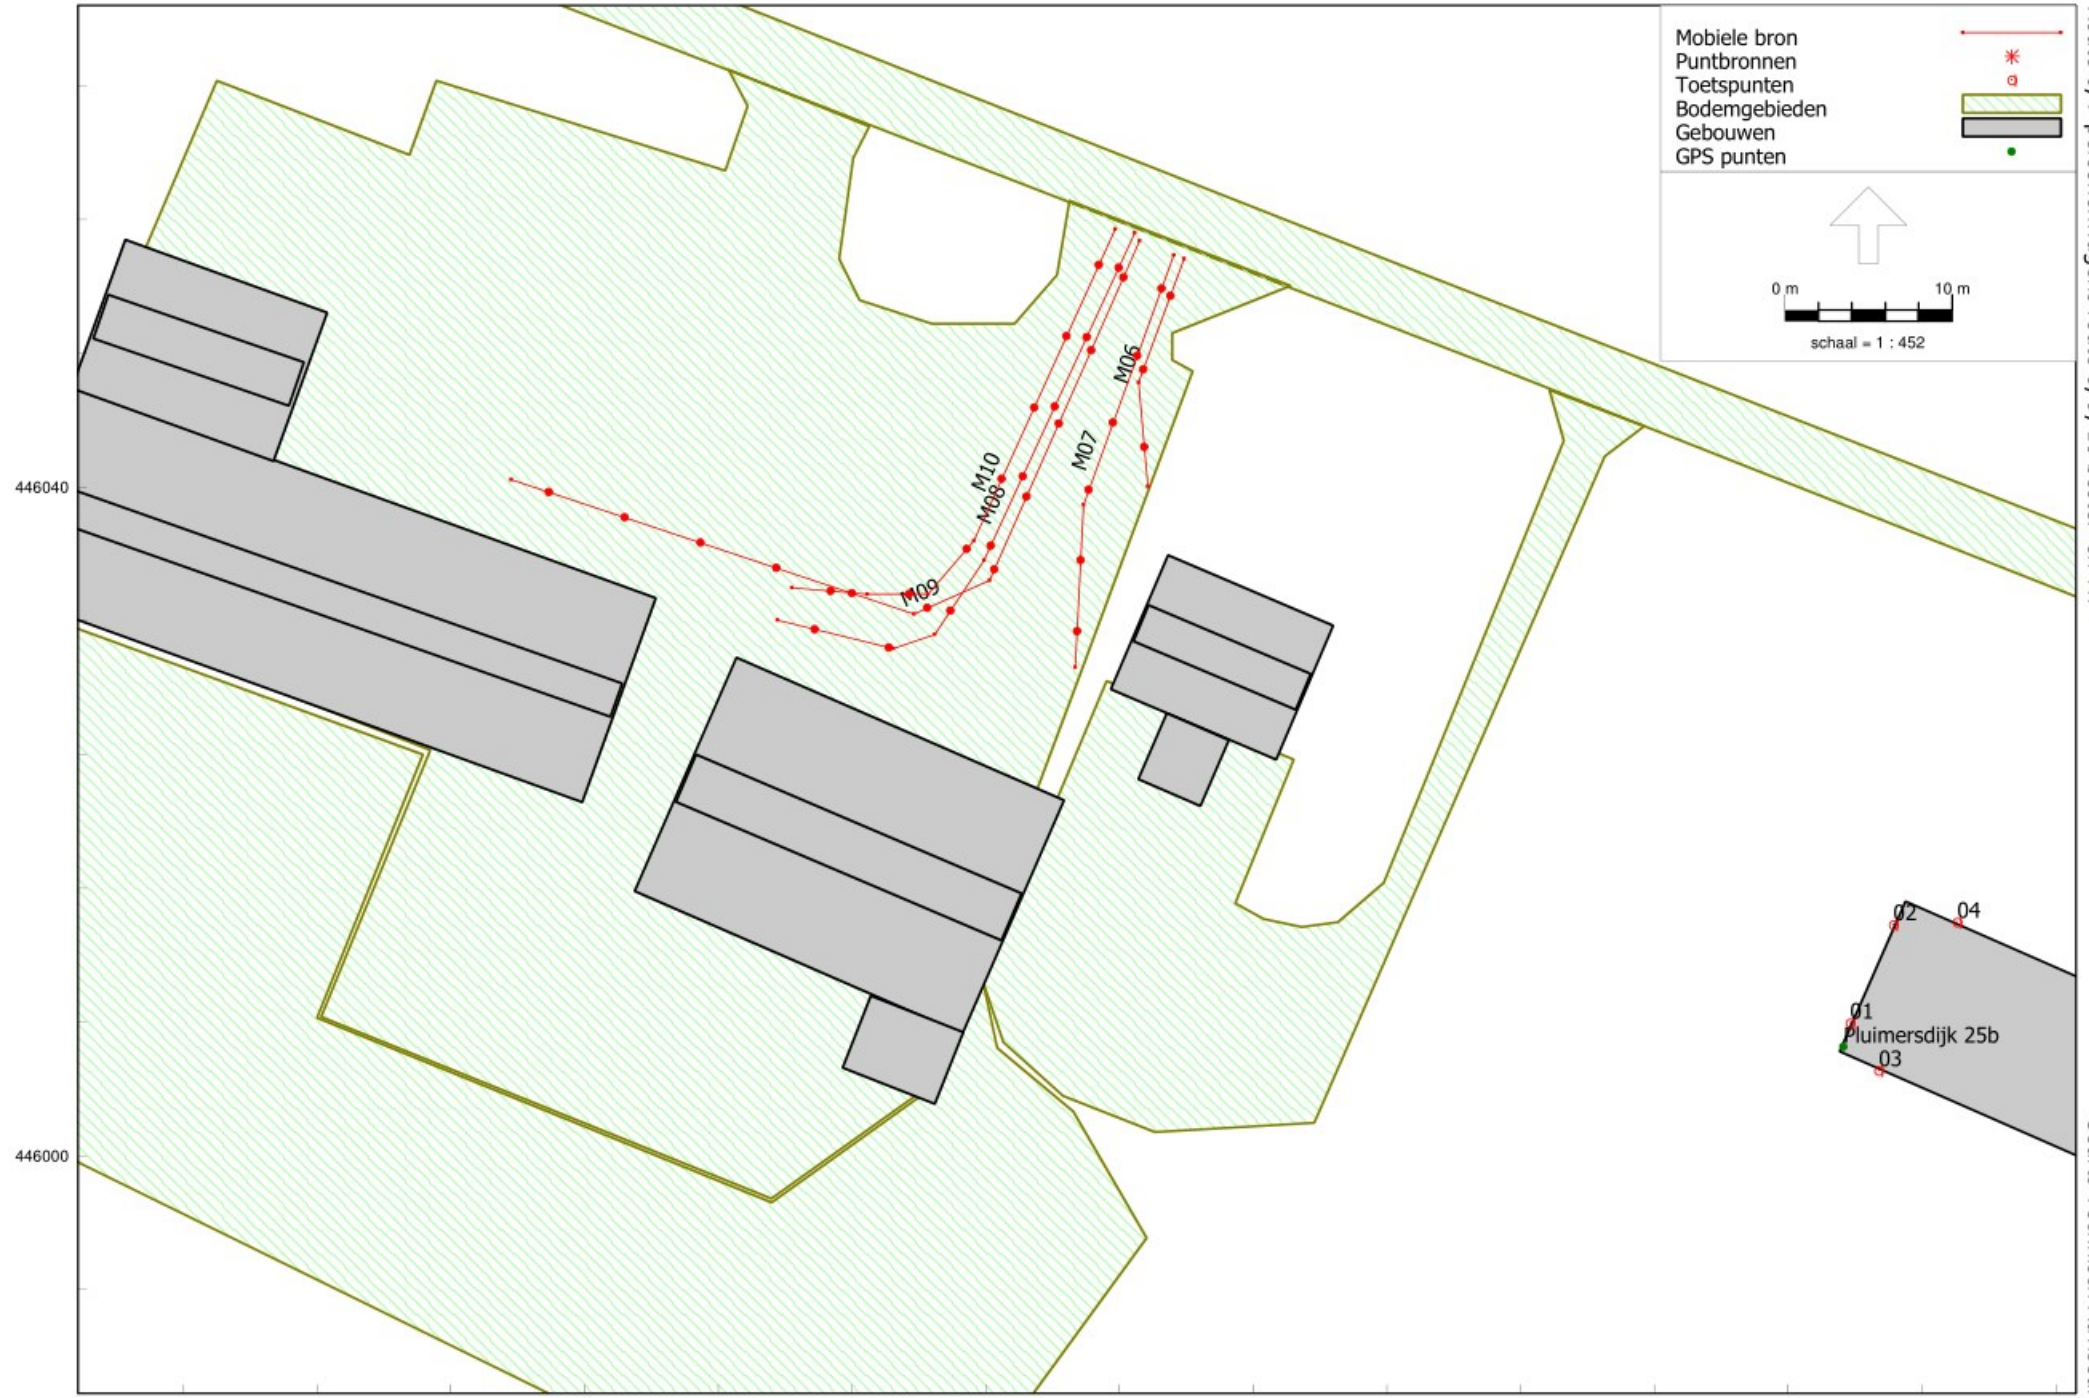 Mobiele bron
Puntbronnen
Toetspunten
Bodemgebieden
Gebouwen
GPS punten
0 m 10 m
schaal = 1 : 452
M06
M07
446040
M10
M08
M09
02
04
01
Pluimersdijk 25b
03
446000